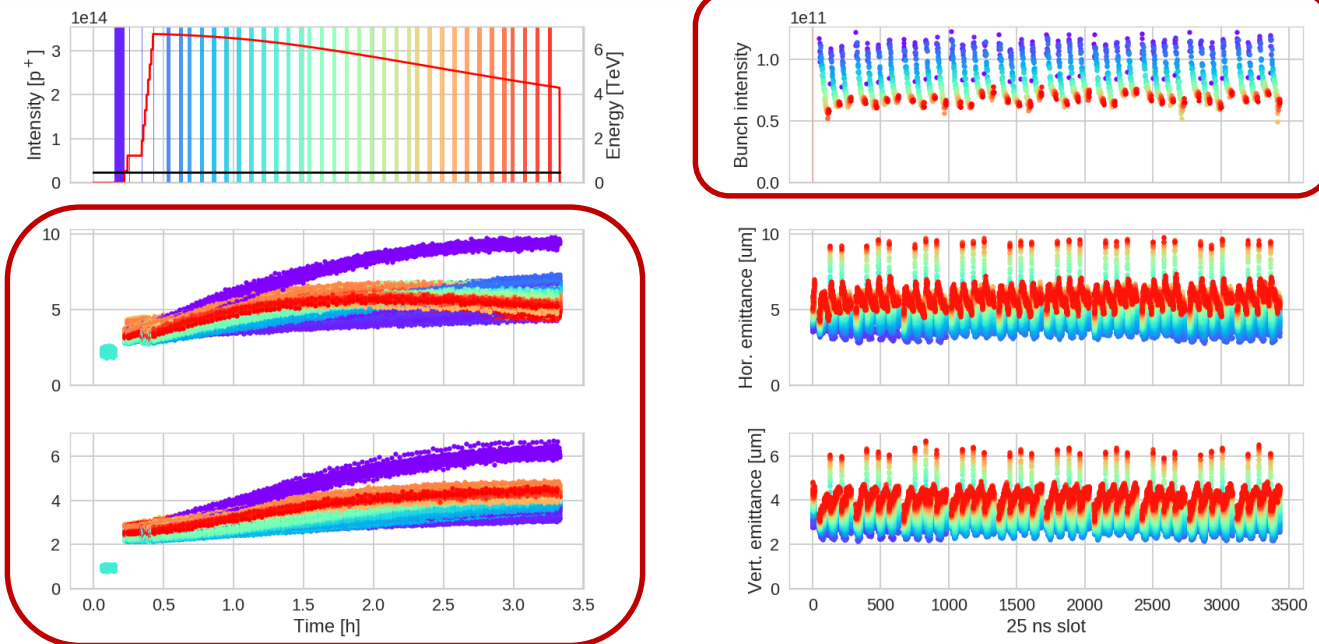 1e14
Intensity [p⁺]
3
2
1
0
Energy [TeV]
6
4
2
0
1e11
Bunch intensity
1.0
0.5
0.0
10
5
0
Hor. emittance [um]
10
5
0
6
4
2
0
0.0 0.5 1.0 1.5 2.0 2.5 3.0 3.5
Time [h]
Vert. emittance [um]
6
4
2
0
0 500 1000 1500 2000 2500 3000 3500
25 ns slot